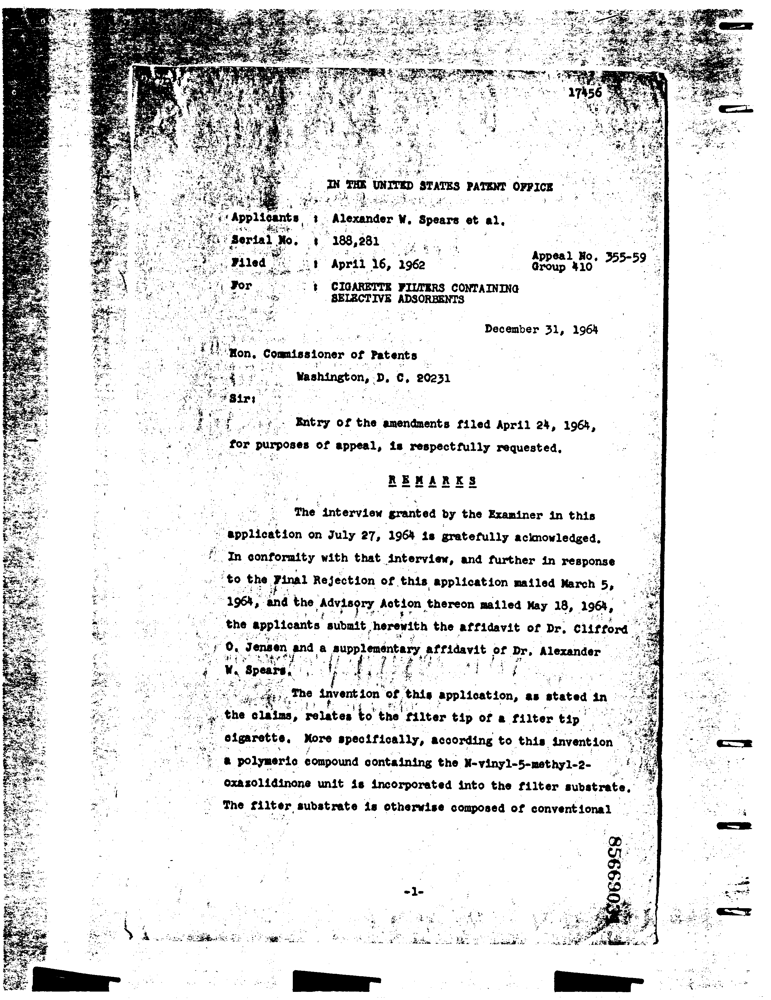 17456
IN THE UNITED STATES PATENT OFFICE
Applicants : Alexander W. Spears et al.
Serial No. : 188,281
Filed : April 16, 1962
Appeal No. 355-59
Group 410
For : CIGARETTE FILTERS CONTAINING
SELECTIVE ADSORBENTS
December 31, 1964
Hon. Commissioner of Patents
Washington, D. C. 20231
Sir:
Entry of the amendments filed April 24, 1964,
for purposes of appeal, is respectfully requested.
R E M A R K S
The interview granted by the Examiner in this
application on July 27, 1964 is gratefully acknowledged.
In conformity with that interview, and further in response
to the Final Rejection of this application mailed March 5,
1964, and the Advisory Action thereon mailed May 18, 1964,
the applicants submit herewith the affidavit of Dr. Clifford
O. Jensen and a supplementary affidavit of Dr. Alexander
W. Spears.
The invention of this application, as stated in
the claims, relates to the filter tip of a filter tip
cigarette. More specifically, according to this invention
a polymeric compound containing the N-vinyl-5-methyl-2-
oxazolidinone unit is incorporated into the filter substrate.
The filter substrate is otherwise composed of conventional
-1-